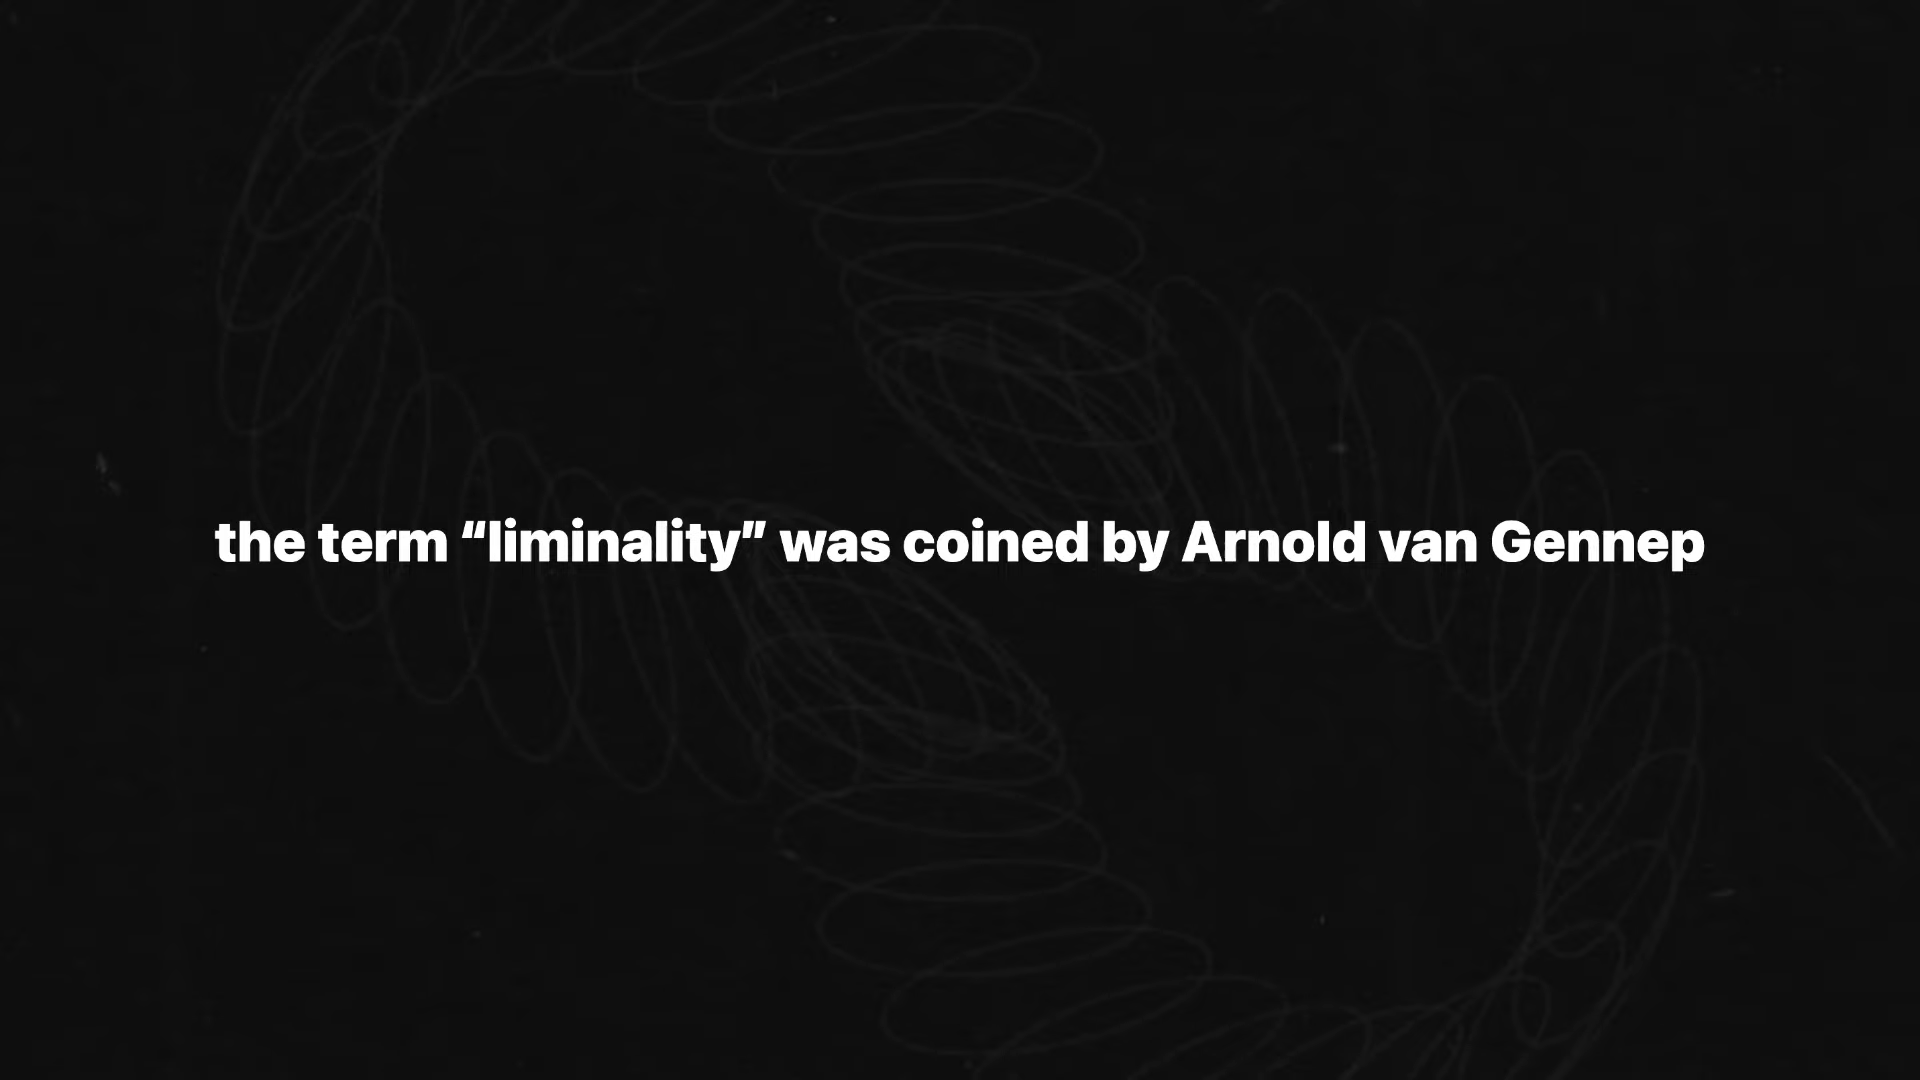 the term “liminality” was coined by Arnold van Gennep